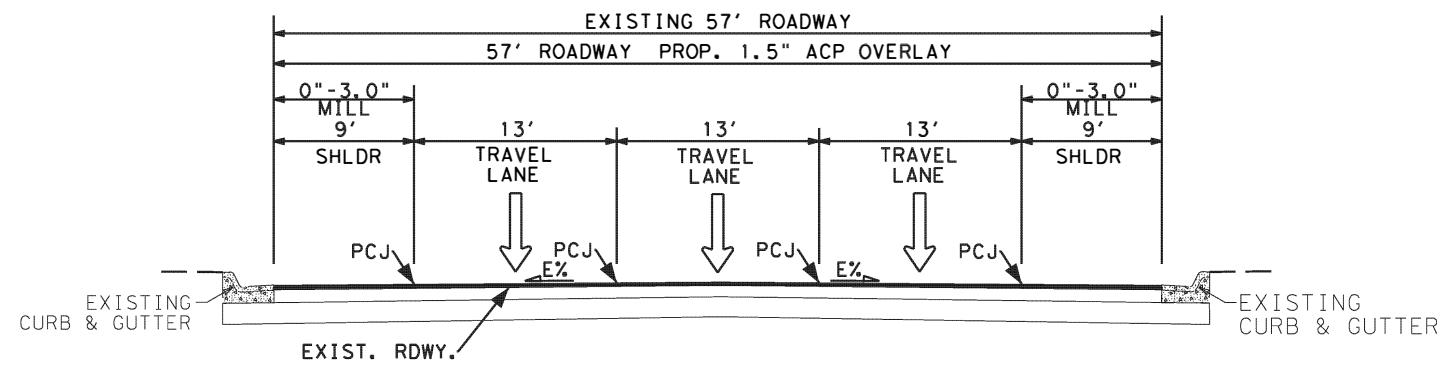 EXISTING 57' ROADWAY
57' ROADWAY PROP. 1.5" ACP OVERLAY
0"-3.0"
MILL
0"-3.0"
MILL
9'
SHLDR
13'
TRAVEL
LANE
13'
TRAVEL
LANE
13'
TRAVEL
LANE
9'
SHLDR
PCJ
PCJ
PCJ
PCJ
E%
E%
EXISTING
CURB & GUTTER
EXISTING
CURB & GUTTER
EXIST. RDWY.